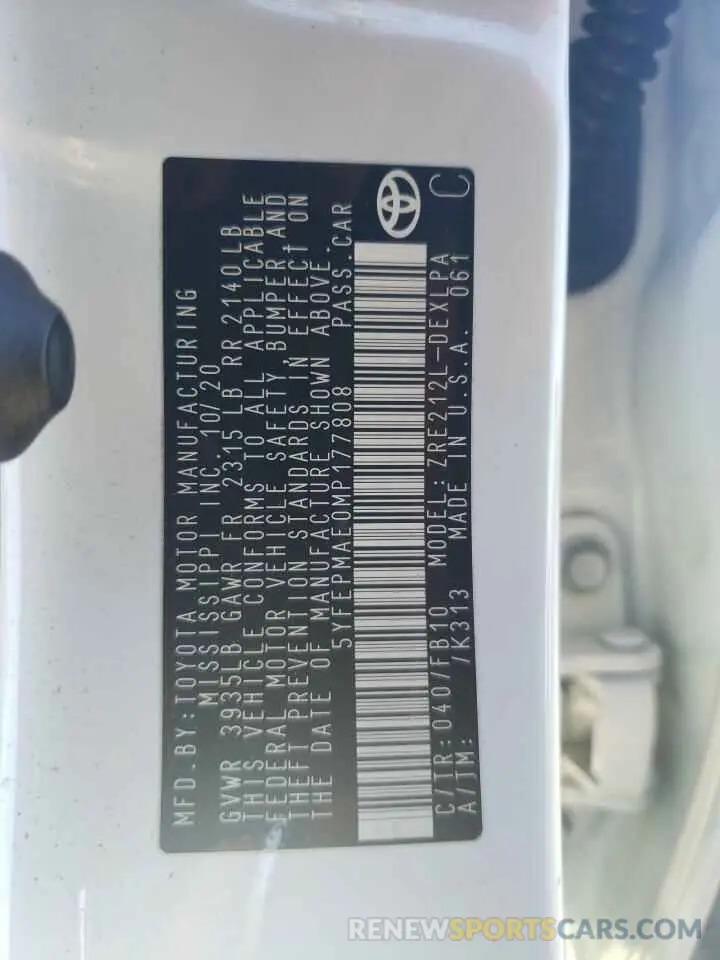 MFD.BY:TOYOTA MOTOR MANUFACTURING
MISSISSIPPI INC. 10/20
GVWR 3935LB GAWR FR 2315 LB RR 2140LB
THIS VEHICLE CONFORMS TO ALL APPLICABLE
FEDERAL MOTOR VEHICLE SAFETY BUMPER AND
THEFT PREVENTION STANDARDS IN EFFECT ON
THE DATE OF MANUFACTURE SHOWN ABOVE.
5YFEPMAE0MP177808 PASS.CAR
C/TR:040/FB10 MODEL:ZRE212L-DEXLPA
A/TM: /K313 MADE IN U.S.A. 061
C
RENEWSPORTSCARS.COM